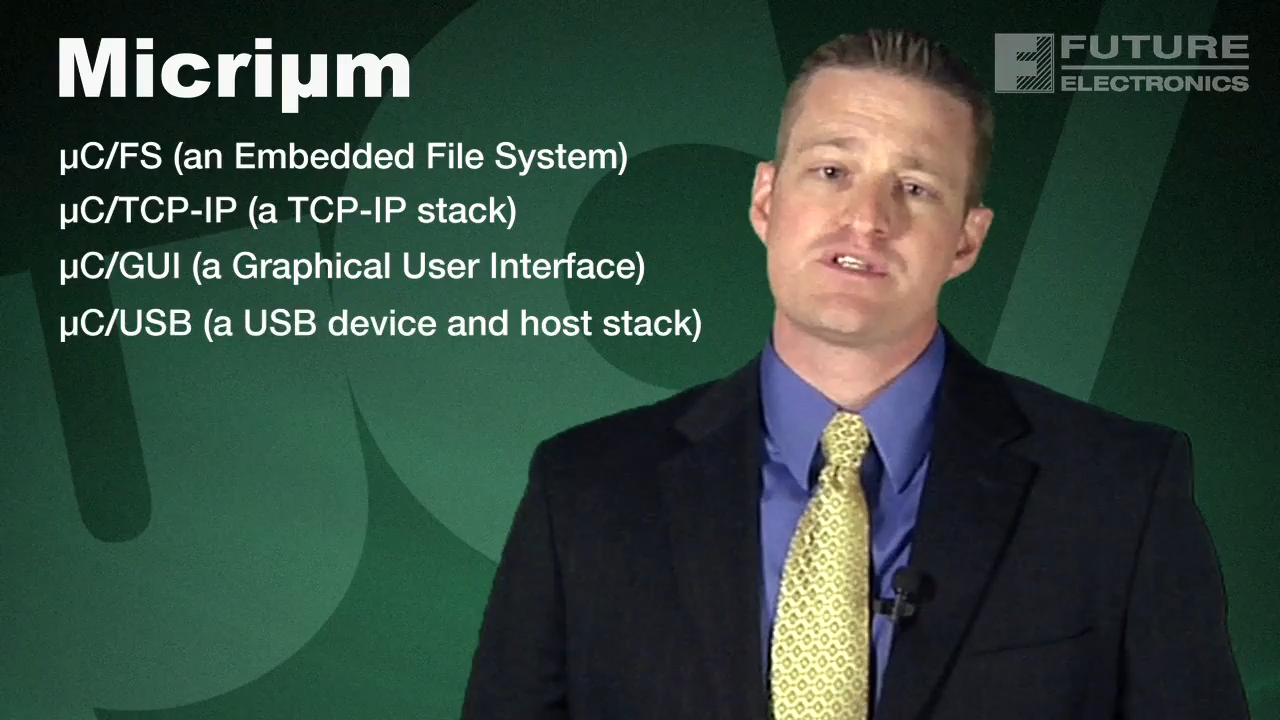 Micriµm
FUTURE
ELECTRONICS
µC/FS (an Embedded File System)
µC/TCP-IP (a TCP-IP stack)
µC/GUI (a Graphical User Interface)
µC/USB (a USB device and host stack)